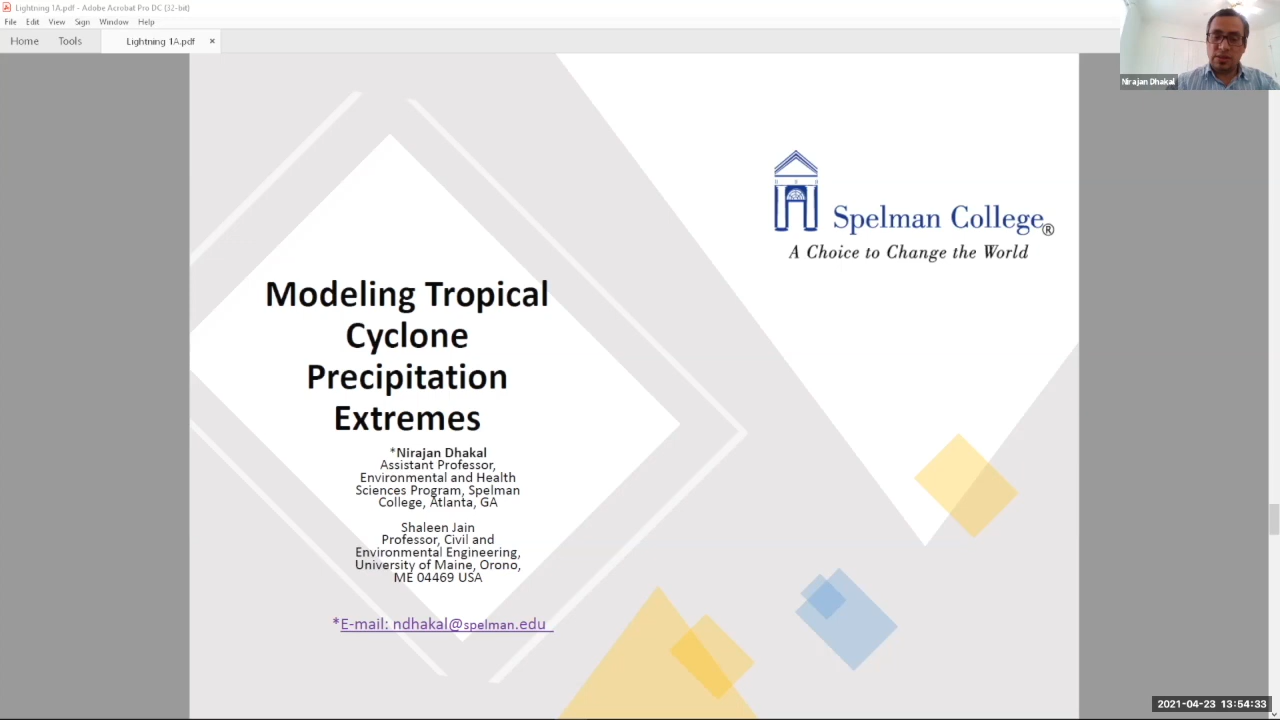 Lightning 1A.pdf - Adobe Acrobat Pro DC (32-bit)
File Edit View Sign Window Help
Home Tools Lightning 1A.pdf ×
Nirajan Dhakal
Spelman College®
A Choice to Change the World
Modeling Tropical
Cyclone
Precipitation
Extremes
*Nirajan Dhakal
Assistant Professor,
Environmental and Health
Sciences Program, Spelman
College, Atlanta, GA
Shaleen Jain
Professor, Civil and
Environmental Engineering,
University of Maine, Orono,
ME 04469 USA
*E-mail: ndhakal@spelman.edu
2021-04-23 13:54:33